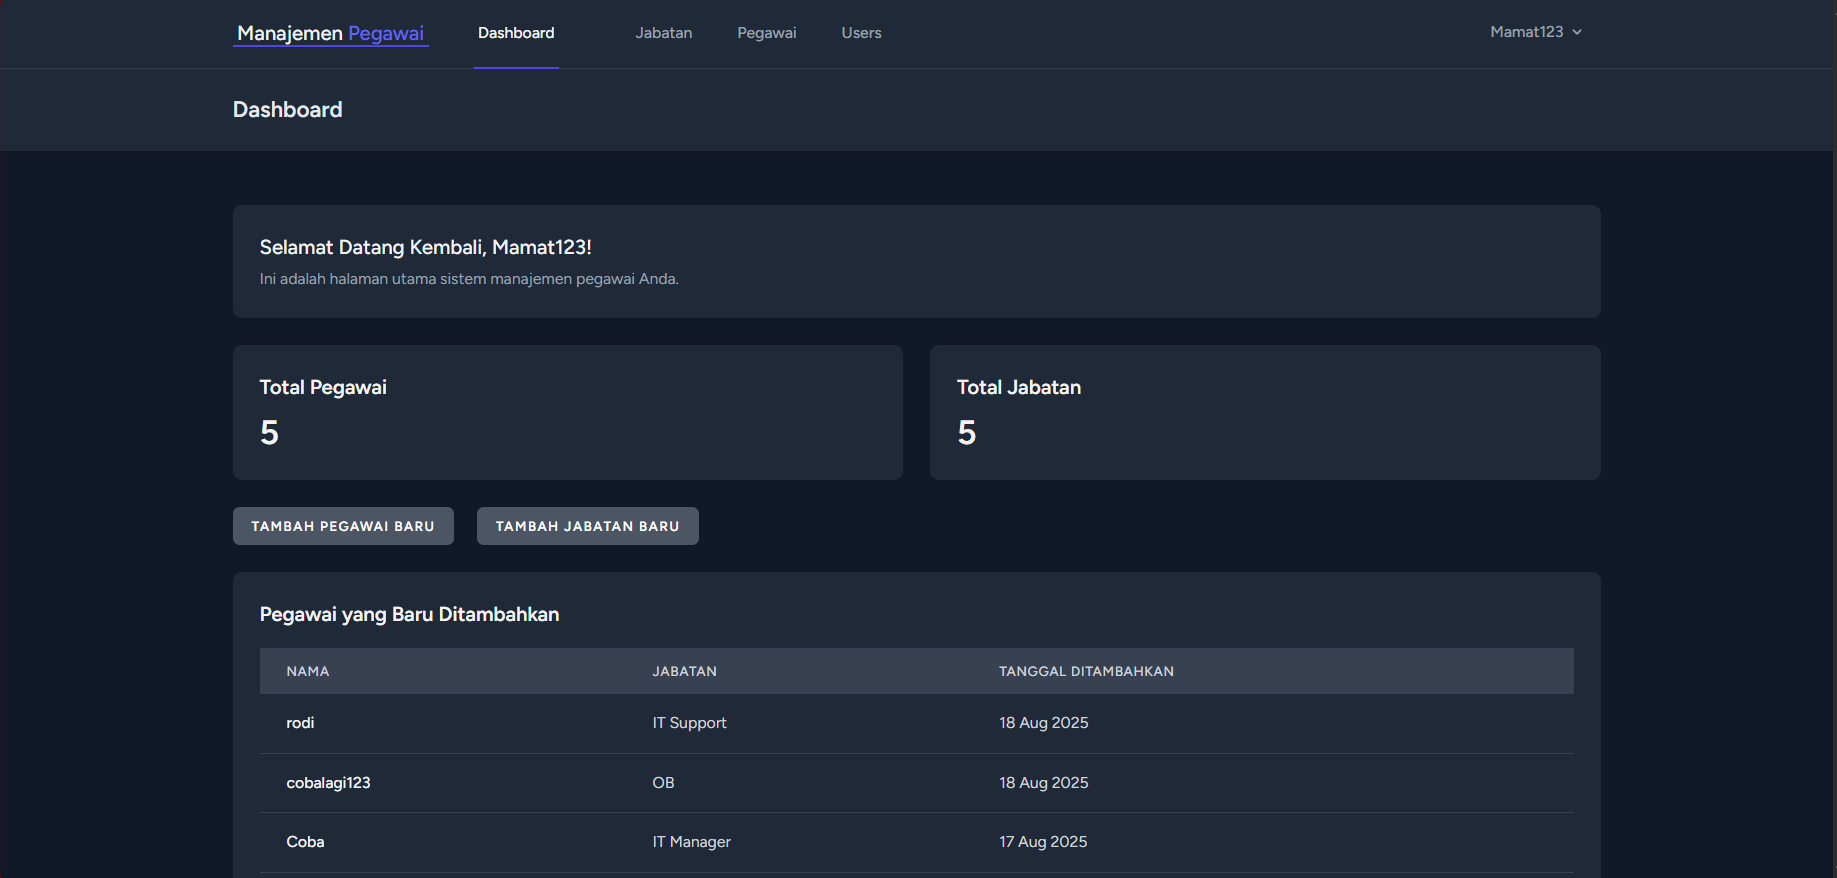 Manajemen Pegawai Dashboard Jabatan Pegawai Users Mamat123
Dashboard
Selamat Datang Kembali, Mamat123!
Ini adalah halaman utama sistem manajemen pegawai Anda.
Total Pegawai
5
Total Jabatan
5
TAMBAH PEGAWAI BARU TAMBAH JABATAN BARU
Pegawai yang Baru Ditambahkan
NAMA JABATAN TANGGAL DITAMBAHKAN
rodi IT Support 18 Aug 2025
cobalagi123 OB 18 Aug 2025
Coba IT Manager 17 Aug 2025